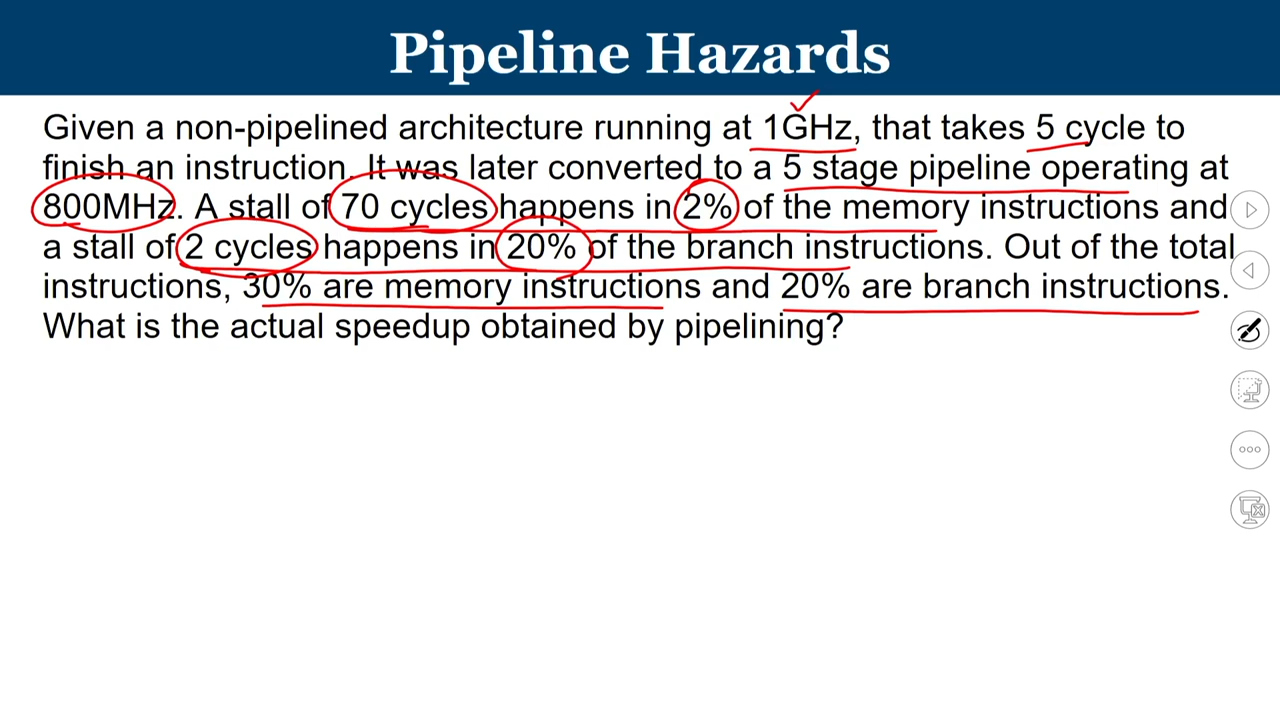 Pipeline Hazards
Given a non-pipelined architecture running at 1GHz, that takes 5 cycle to
finish an instruction. It was later converted to a 5 stage pipeline operating at
800MHz. A stall of 70 cycles happens in 2% of the memory instructions and
a stall of 2 cycles happens in 20% of the branch instructions. Out of the total
instructions, 30% are memory instructions and 20% are branch instructions.
What is the actual speedup obtained by pipelining?